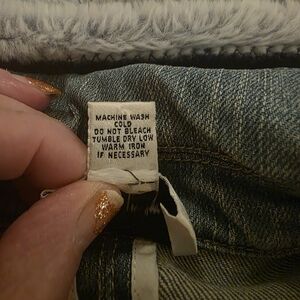 MACHINE WASH
COLD
DO NOT BLEACH
TUMBLE DRY LOW
WARM IRON
IF NECESSARY